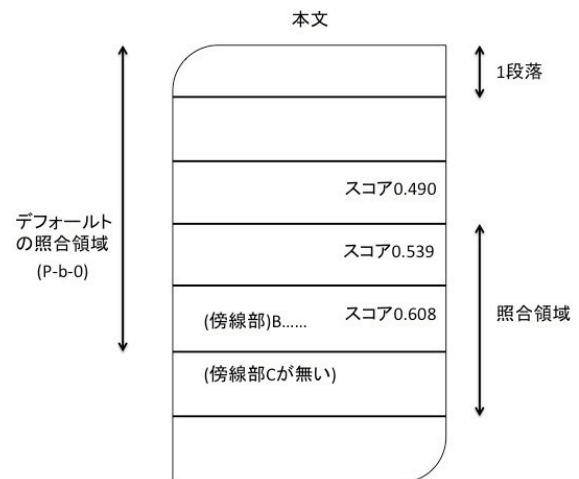 本文
1段落
スコア0.490
デフォールト
の照合領域
(P-b-0)
スコア0.539
(傍線部)B......
スコア0.608
照合領域
(傍線部Cが無い)